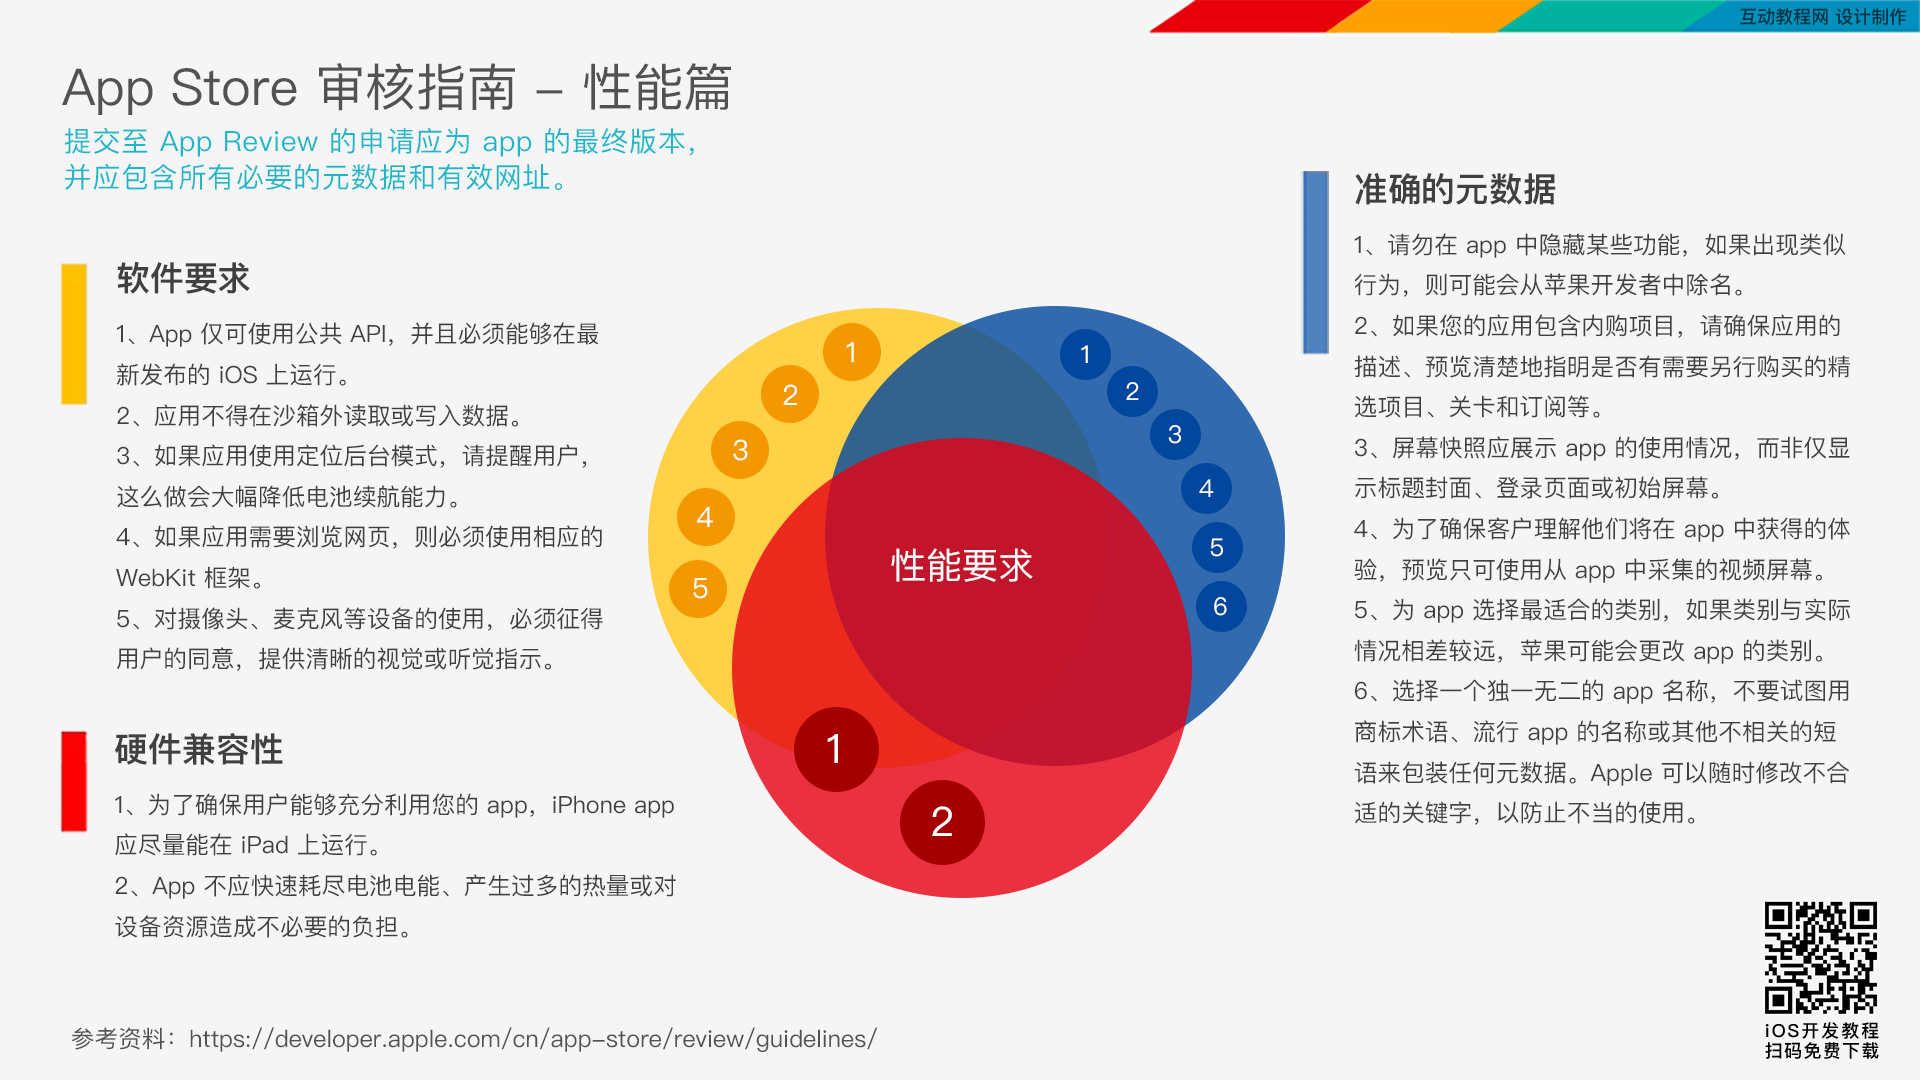 互动教程网 设计制作
App Store 审核指南 – 性能篇
提交至 App Review 的申请应为 app 的最终版本，
并应包含所有必要的元数据和有效网址。
软件要求
1、App 仅可使用公共 API，并且必须能够在最
新发布的 iOS 上运行。
2、应用不得在沙箱外读取或写入数据。
3、如果应用使用定位后台模式，请提醒用户，
这么做会大幅降低电池续航能力。
4、如果应用需要浏览网页，则必须使用相应的
WebKit 框架。
5、对摄像头、麦克风等设备的使用，必须征得
用户的同意，提供清晰的视觉或听觉指示。
硬件兼容性
1、为了确保用户能够充分利用您的 app，iPhone app
应尽量能在 iPad 上运行。
2、App 不应快速耗尽电池电能、产生过多的热量或对
设备资源造成不必要的负担。
1
2
3
4
5
1
2
3
4
5
6
性能要求
1
2
准确的元数据
1、请勿在 app 中隐藏某些功能，如果出现类似
行为，则可能会从苹果开发者中除名。
2、如果您的应用包含内购项目，请确保应用的
描述、预览清楚地指明是否有需要另行购买的精
选项目、关卡和订阅等。
3、屏幕快照应展示 app 的使用情况，而非仅显
示标题封面、登录页面或初始屏幕。
4、为了确保客户理解他们将在 app 中获得的体
验，预览只可使用从 app 中采集的视频屏幕。
5、为 app 选择最适合的类别，如果类别与实际
情况相差较远，苹果可能会更改 app 的类别。
6、选择一个独一无二的 app 名称，不要试图用
商标术语、流行 app 的名称或其他不相关的短
语来包装任何元数据。Apple 可以随时修改不合
适的关键字，以防止不当的使用。
参考资料：https://developer.apple.com/cn/app-store/review/guidelines/
iOS开发教程
扫码免费下载